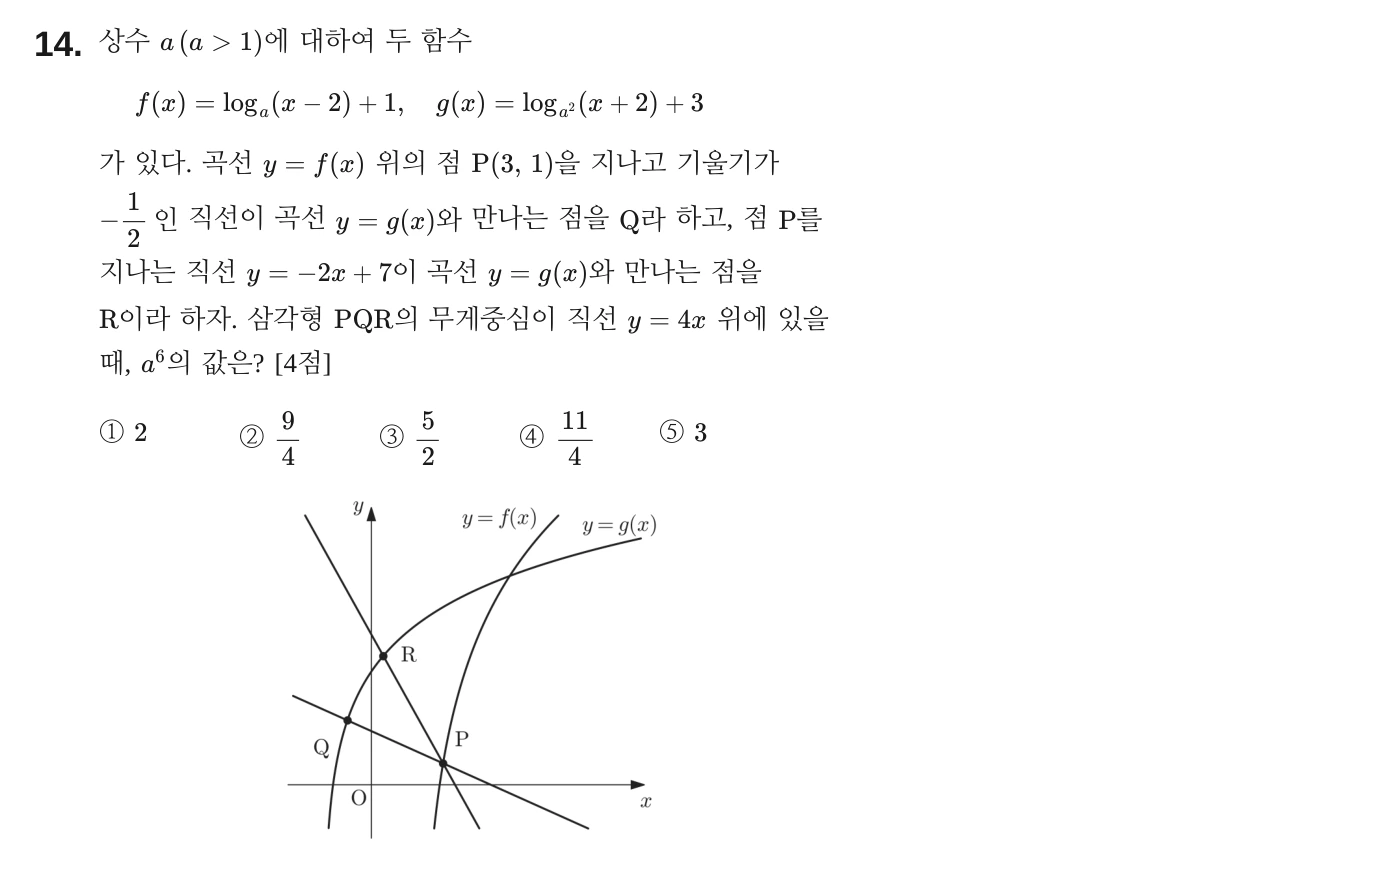 14. 상수 a (a > 1)에 대하여 두 함수
f(x) = logₐ(x − 2) + 1, g(x) = log_{a²}(x + 2) + 3
가 있다. 곡선 y = f(x) 위의 점 P(3, 1)을 지나고 기울기가
−1/2 인 직선이 곡선 y = g(x)와 만나는 점을 Q라 하고, 점 P를
지나는 직선 y = −2x + 7이 곡선 y = g(x)와 만나는 점을
R이라 하자. 삼각형 PQR의 무게중심이 직선 y = 4x 위에 있을
때, a⁶의 값은? [4점]
① 2 ② 9/4 ③ 5/2 ④ 11/4 ⑤ 3
y
y = f(x)
y = g(x)
R
P
Q
O
x